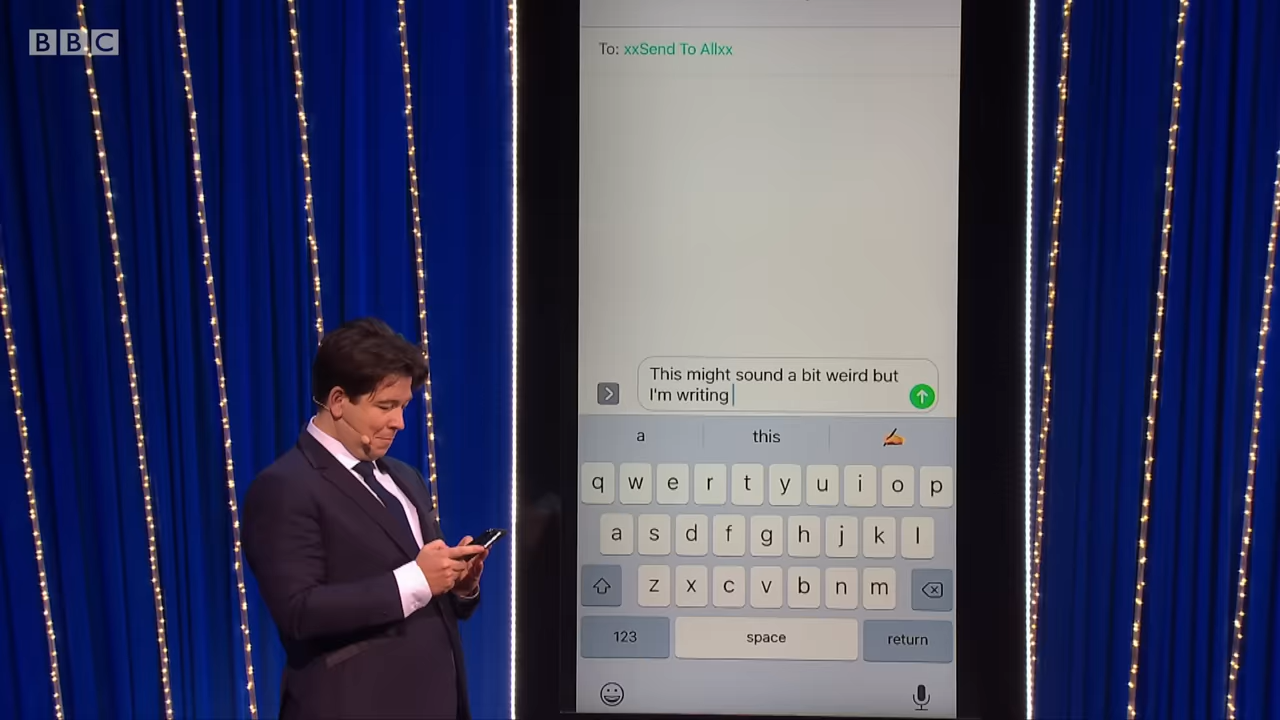 BBC
To: xxSend To Allxx
This might sound a bit weird but
I'm writing
a this
q w e r t y u i o p
a s d f g h j k l
z x c v b n m
123 space return